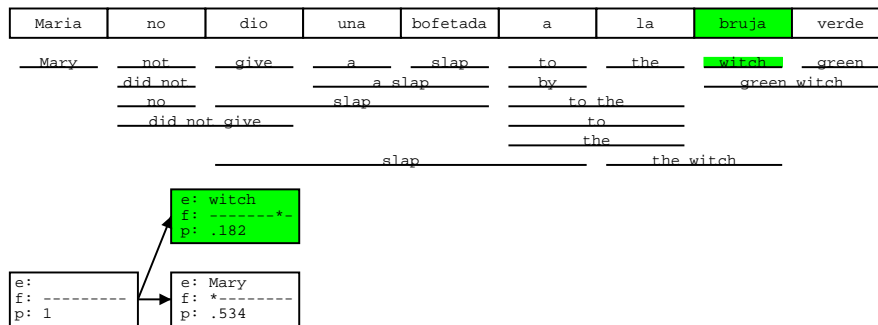 Maria no dio una bofetada a la bruja verde
Mary not give a slap to the witch green
did not a slap by green witch
no slap to the
did not give to
the
slap the witch
e: witch
f: -------*-
p: .182
e:
f: ---------
p: 1
e: Mary
f: *--------
p: .534